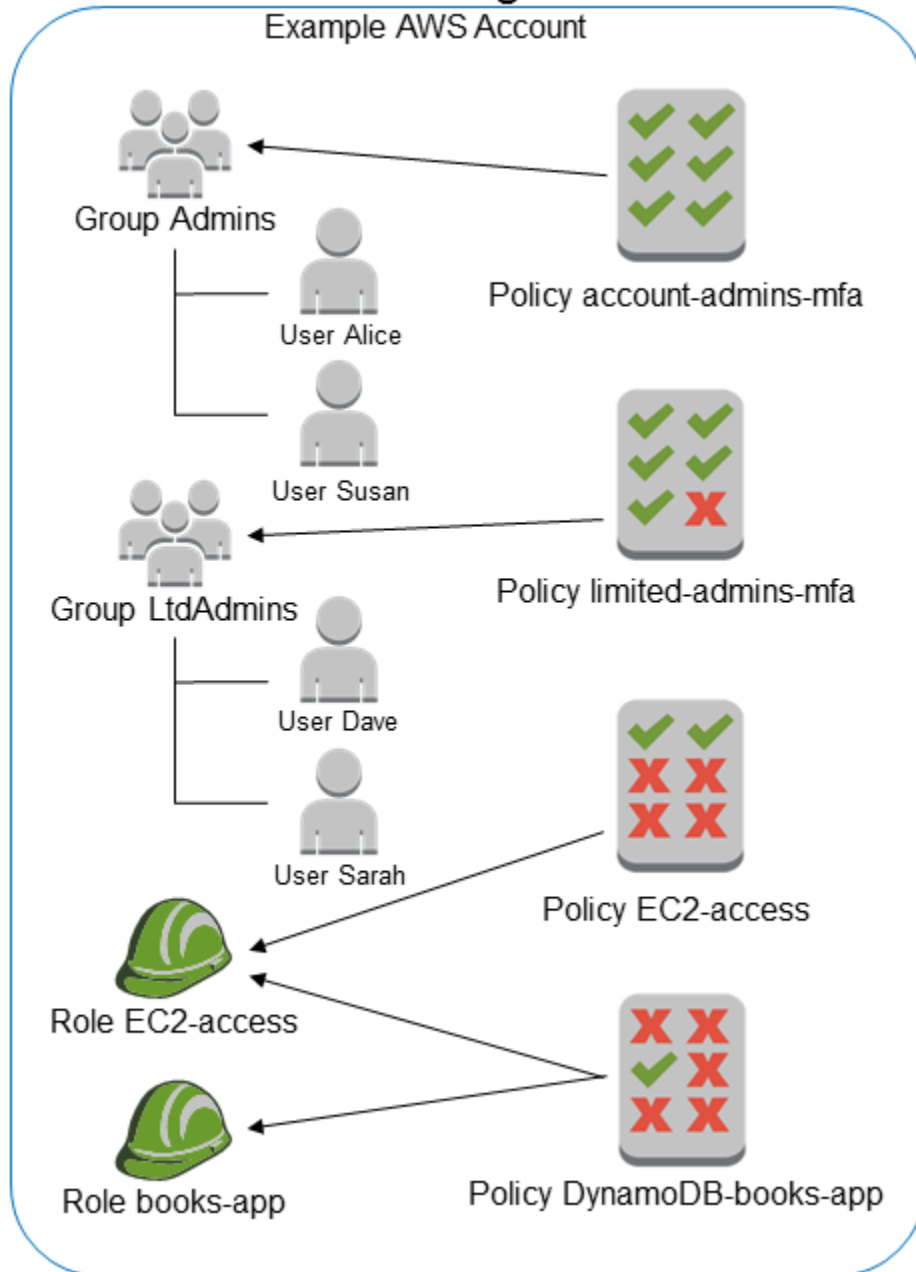 Example AWS Account
Group Admins
Policy account-admins-mfa
User Alice
User Susan
Group LtdAdmins
Policy limited-admins-mfa
User Dave
User Sarah
Policy EC2-access
Role EC2-access
Role books-app
Policy DynamoDB-books-app